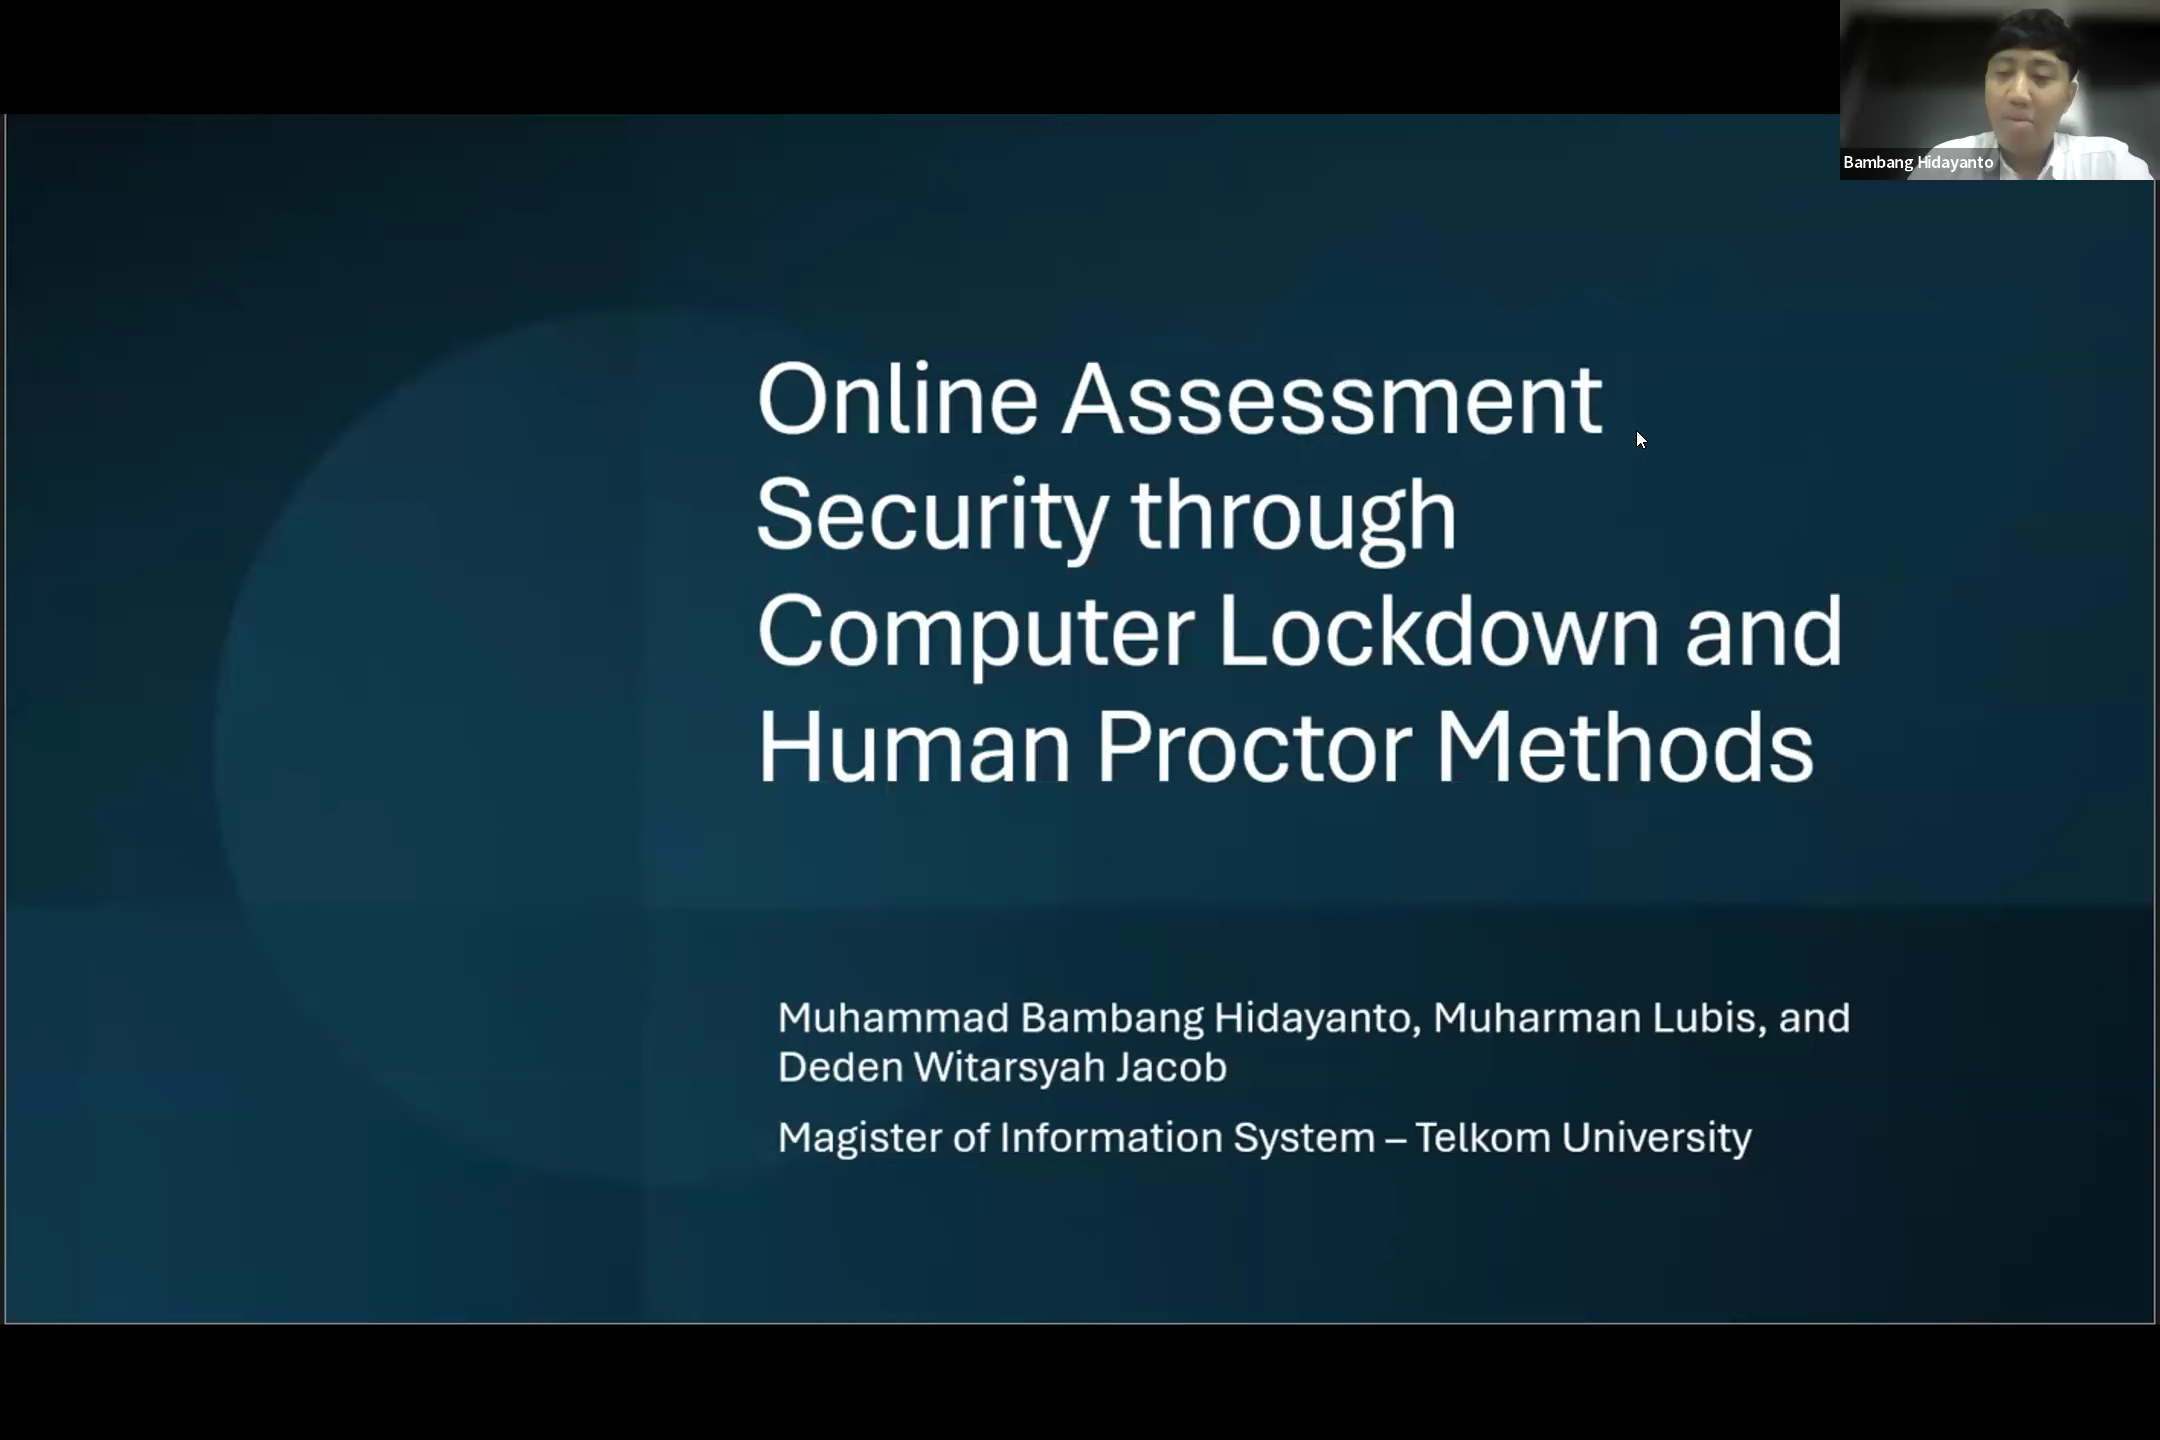 Bambang Hidayanto
Online Assessment
Security through
Computer Lockdown and
Human Proctor Methods
Muhammad Bambang Hidayanto, Muharman Lubis, and
Deden Witarsyah Jacob
Magister of Information System – Telkom University